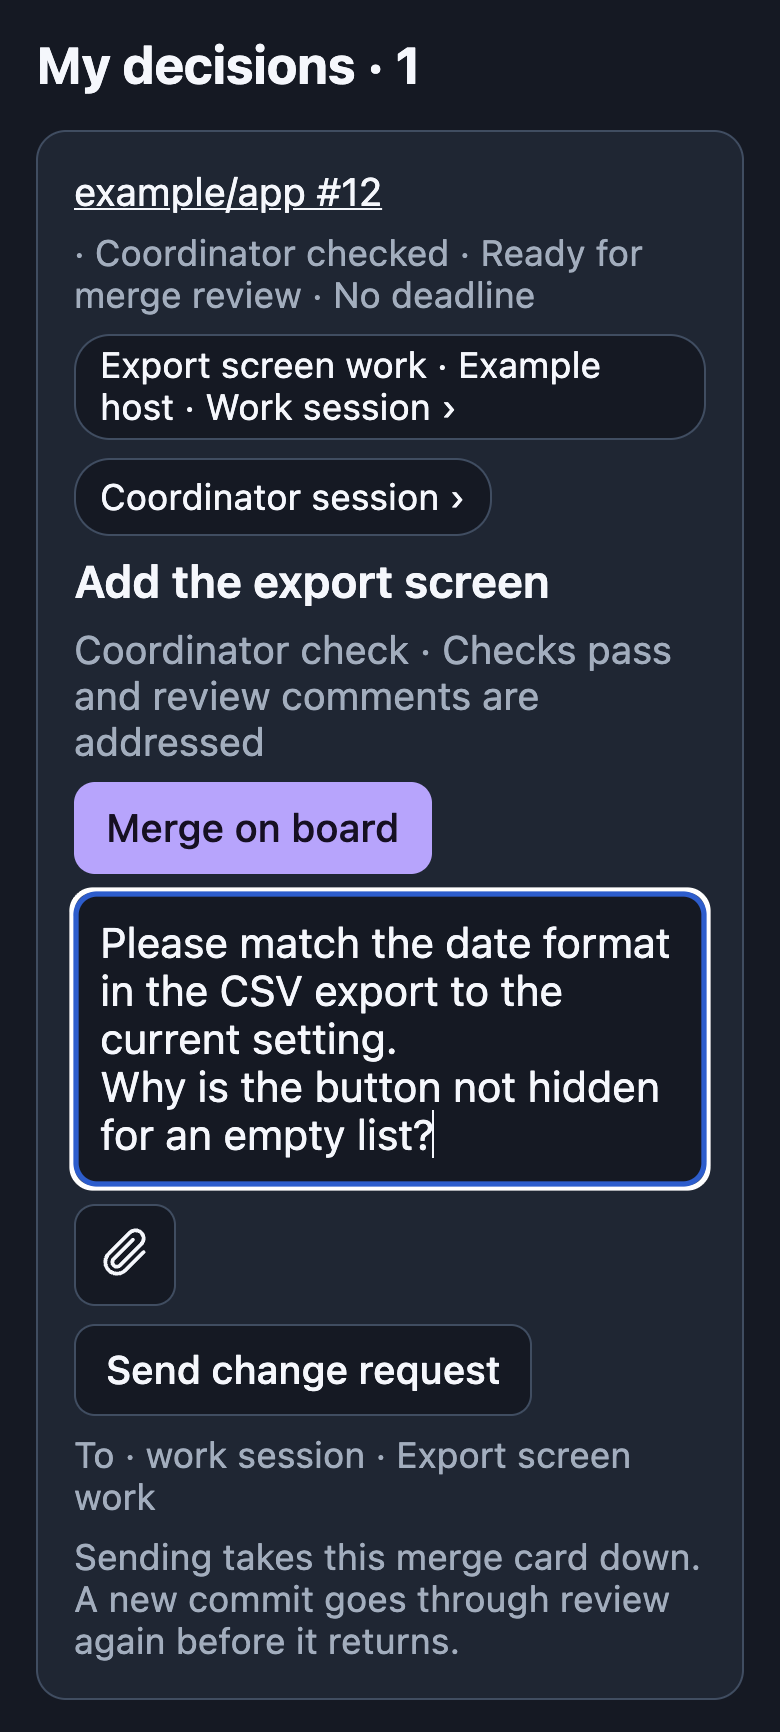 My decisions · 1
example/app #12
· Coordinator checked · Ready for
merge review · No deadline
Export screen work · Example
host · Work session ›
Coordinator session ›
Add the export screen
Coordinator check · Checks pass
and review comments are
addressed
Merge on board
Please match the date format
in the CSV export to the
current setting.
Why is the button not hidden
for an empty list?
Send change request
To · work session · Export screen
work
Sending takes this merge card down.
A new commit goes through review
again before it returns.